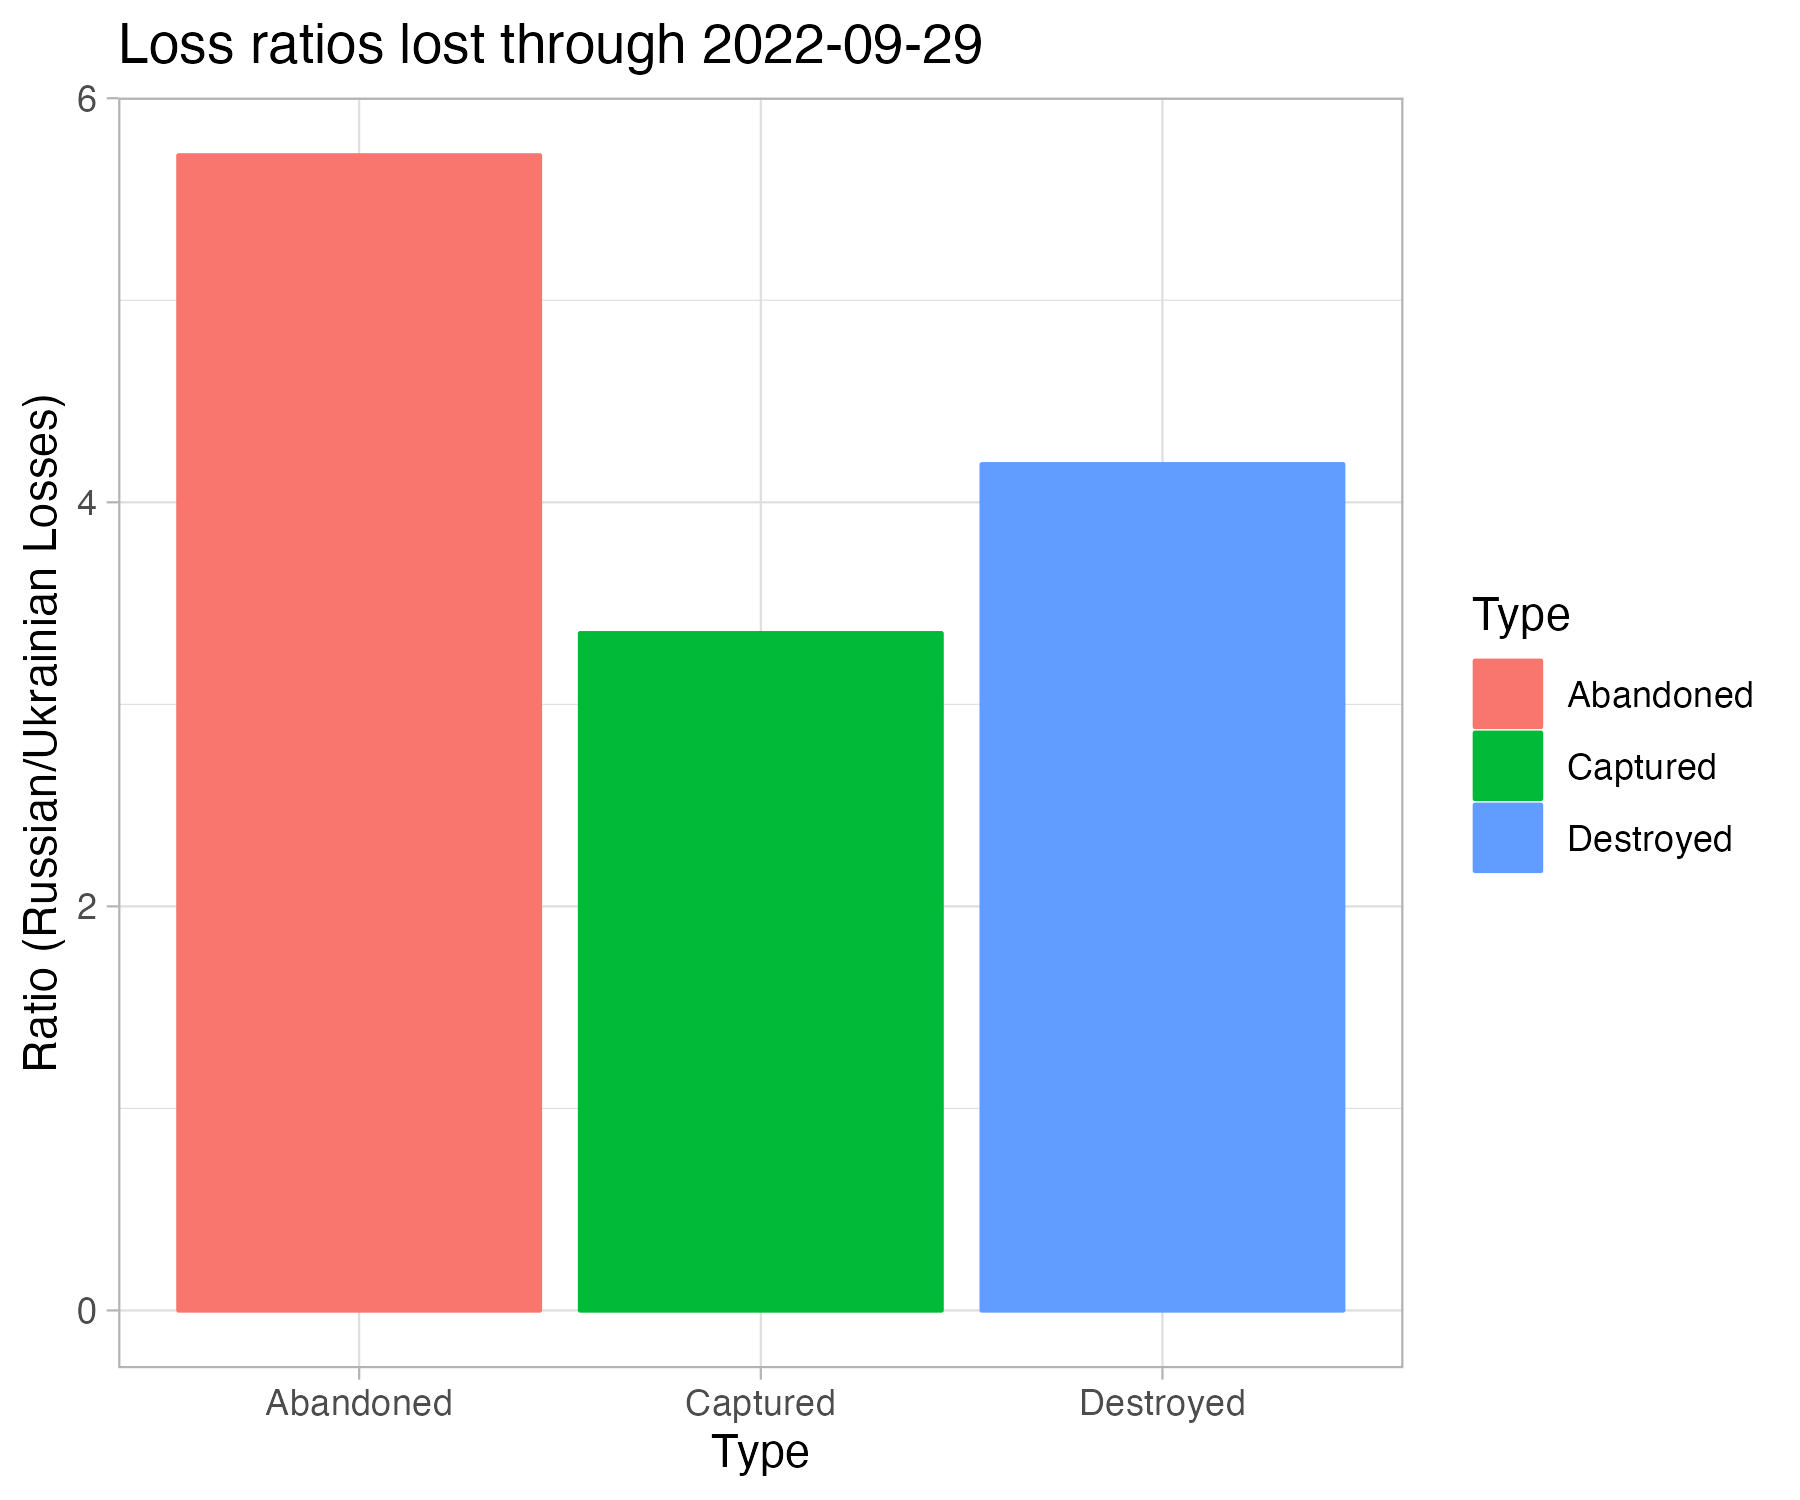 Loss ratios lost through 2022-09-29
Ratio (Russian/Ukrainian Losses)
6
4
2
0
Abandoned
Captured
Destroyed
Type
Type
Abandoned
Captured
Destroyed